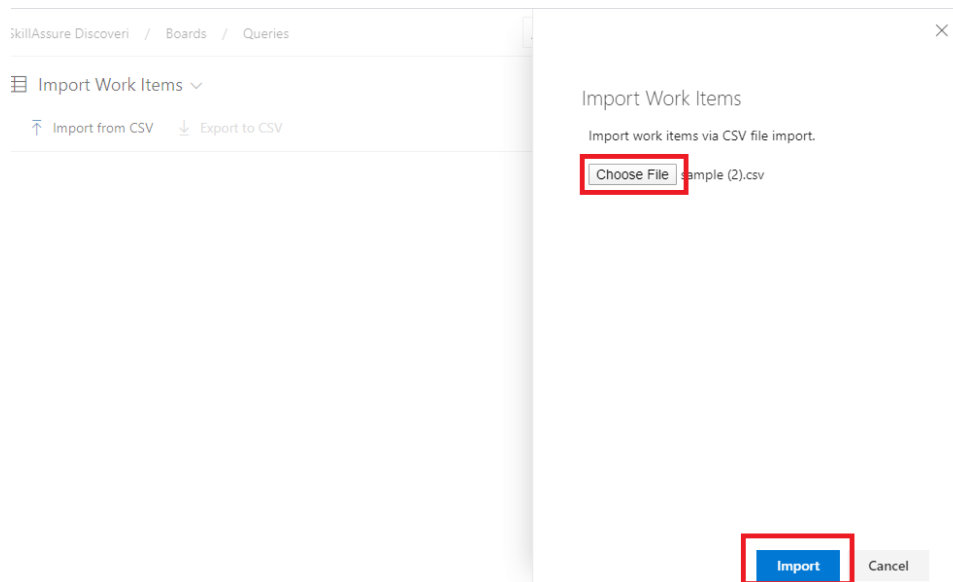 SkillAssure Discoveri / Boards / Queries
Import Work Items
Import from CSV Export to CSV
Import Work Items
Import work items via CSV file import.
Choose File sample (2).csv
Import Cancel